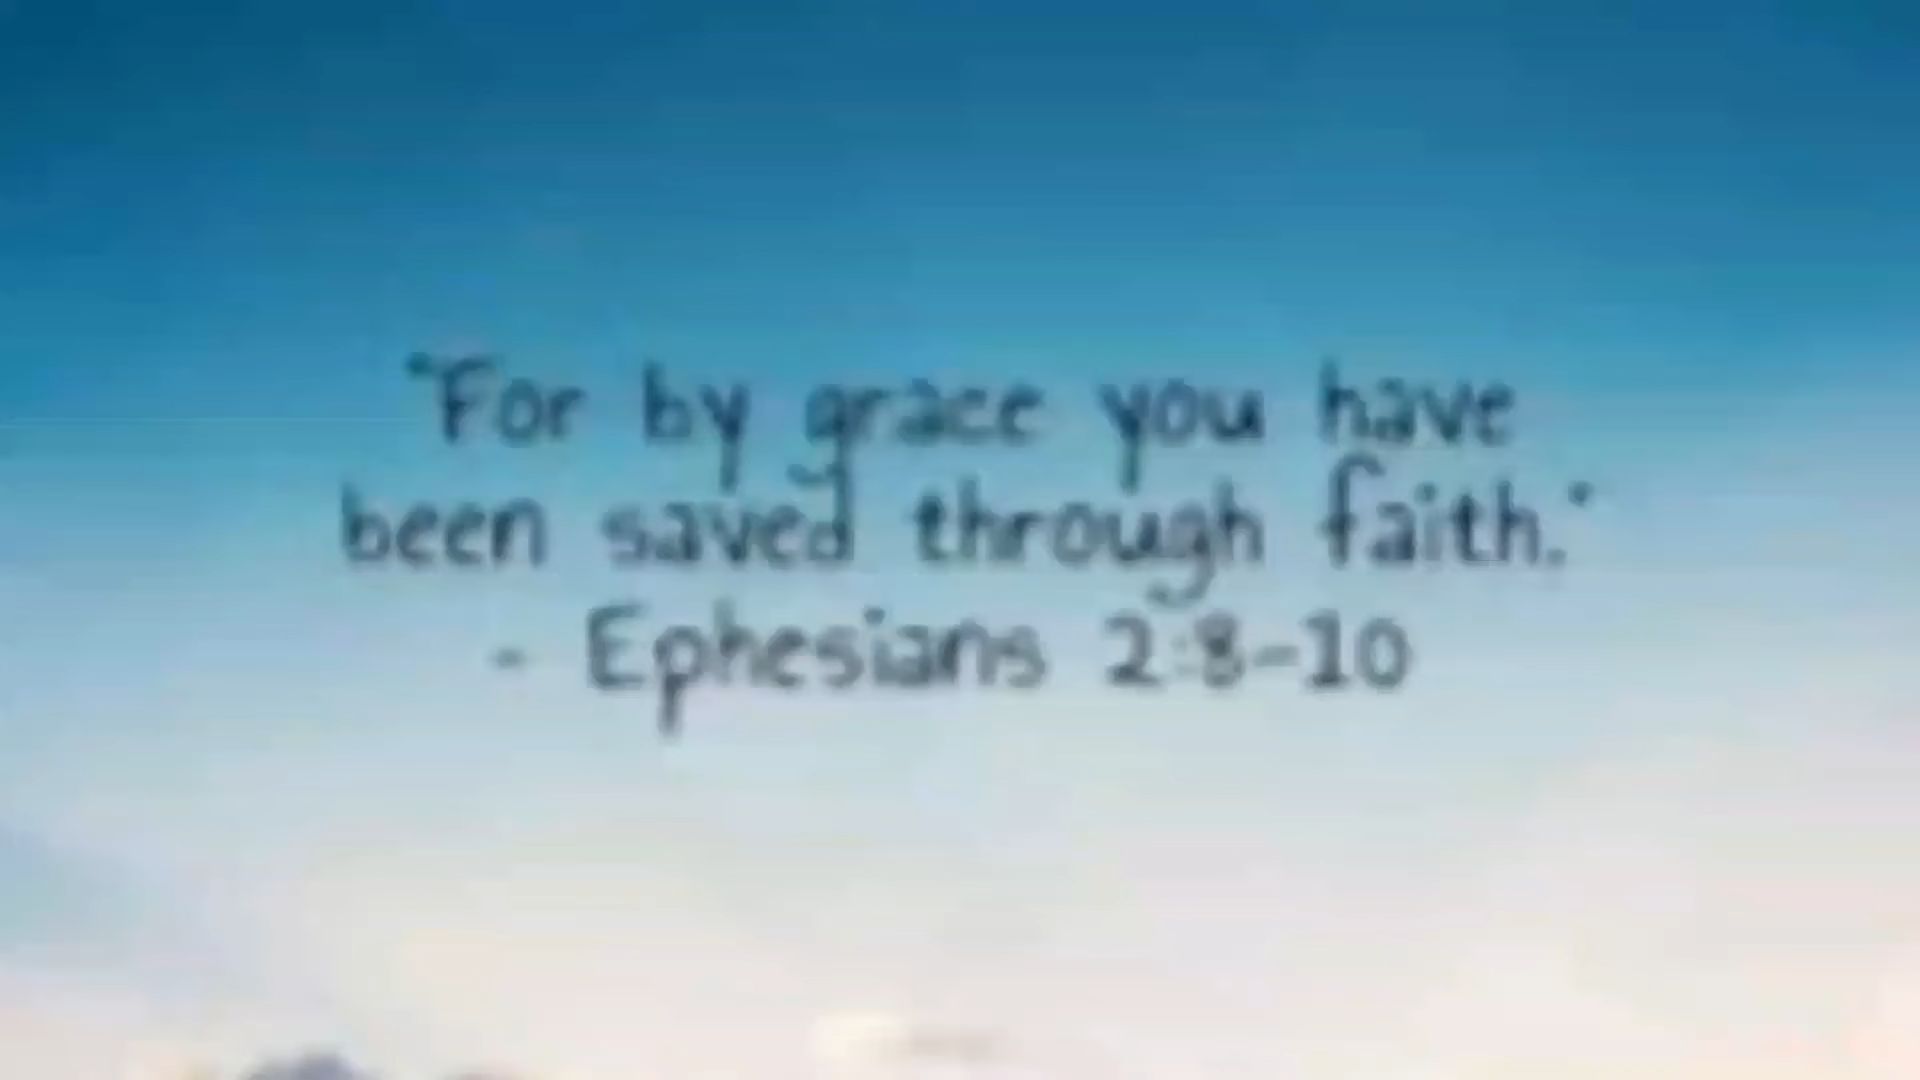 "For by grace you have
been saved through faith."
- Ephesians 2:8-10